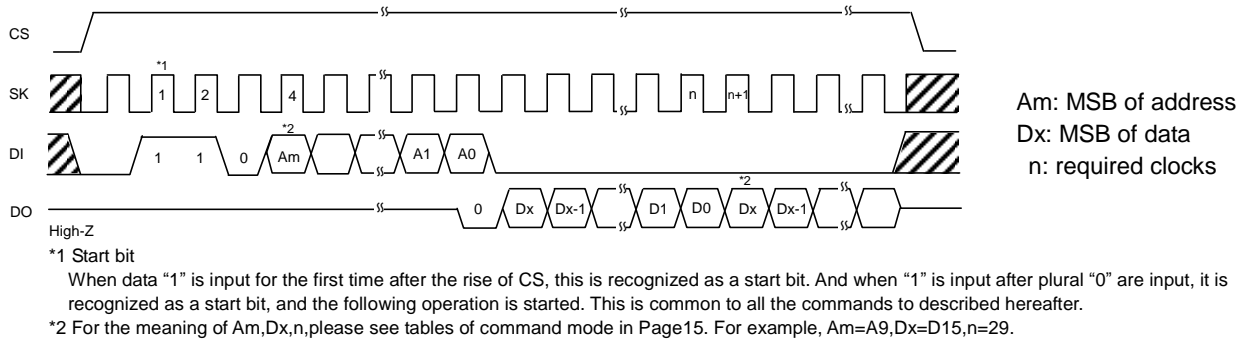 CS
*1
SK 1 2 4 n n+1
*2
DI 1 1 0 Am A1 A0
*2
DO 0 Dx Dx-1 D1 D0 Dx Dx-1
High-Z
Am: MSB of address
Dx: MSB of data
n: required clocks
*1 Start bit
When data “1” is input for the first time after the rise of CS, this is recognized as a start bit. And when “1” is input after plural “0” are input, it is
recognized as a start bit, and the following operation is started. This is common to all the commands to described hereafter.
*2 For the meaning of Am,Dx,n,please see tables of command mode in Page15. For example, Am=A9,Dx=D15,n=29.